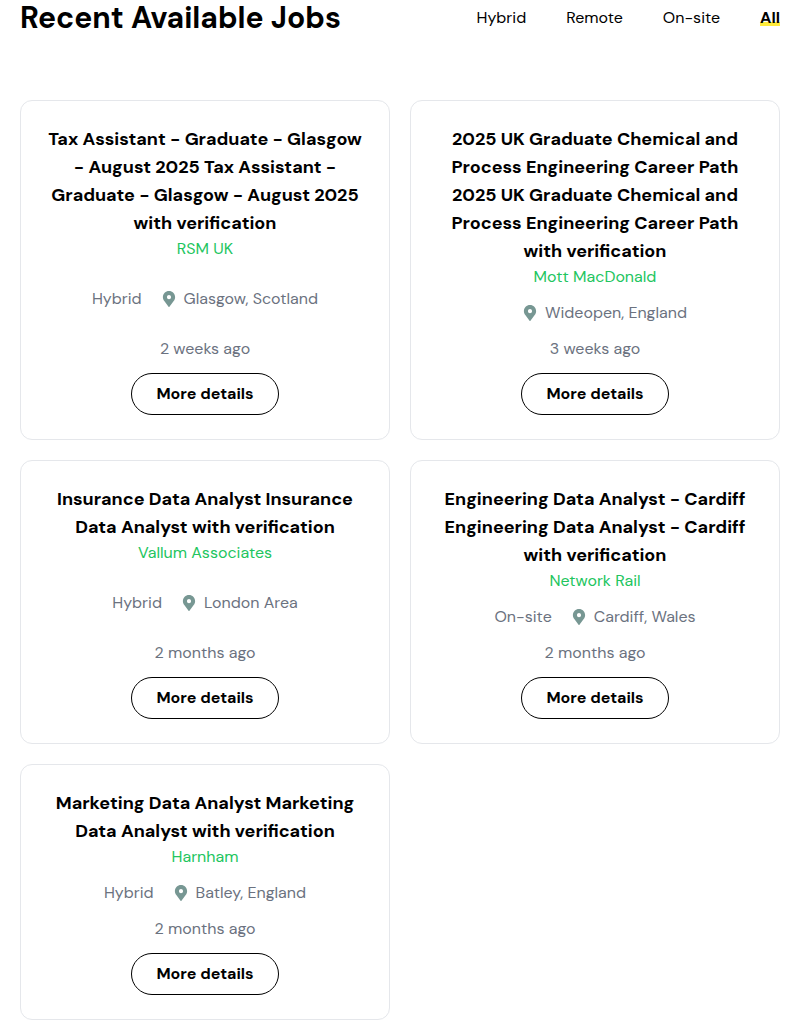 Recent Available Jobs
Hybrid Remote On-site All
Tax Assistant - Graduate - Glasgow
- August 2025 Tax Assistant -
Graduate - Glasgow - August 2025
with verification
RSM UK
Hybrid Glasgow, Scotland
2 weeks ago
More details
2025 UK Graduate Chemical and
Process Engineering Career Path
2025 UK Graduate Chemical and
Process Engineering Career Path
with verification
Mott MacDonald
Wideopen, England
3 weeks ago
More details
Insurance Data Analyst Insurance
Data Analyst with verification
Vallum Associates
Hybrid London Area
2 months ago
More details
Engineering Data Analyst - Cardiff
Engineering Data Analyst - Cardiff
with verification
Network Rail
On-site Cardiff, Wales
2 months ago
More details
Marketing Data Analyst Marketing
Data Analyst with verification
Harnham
Hybrid Batley, England
2 months ago
More details